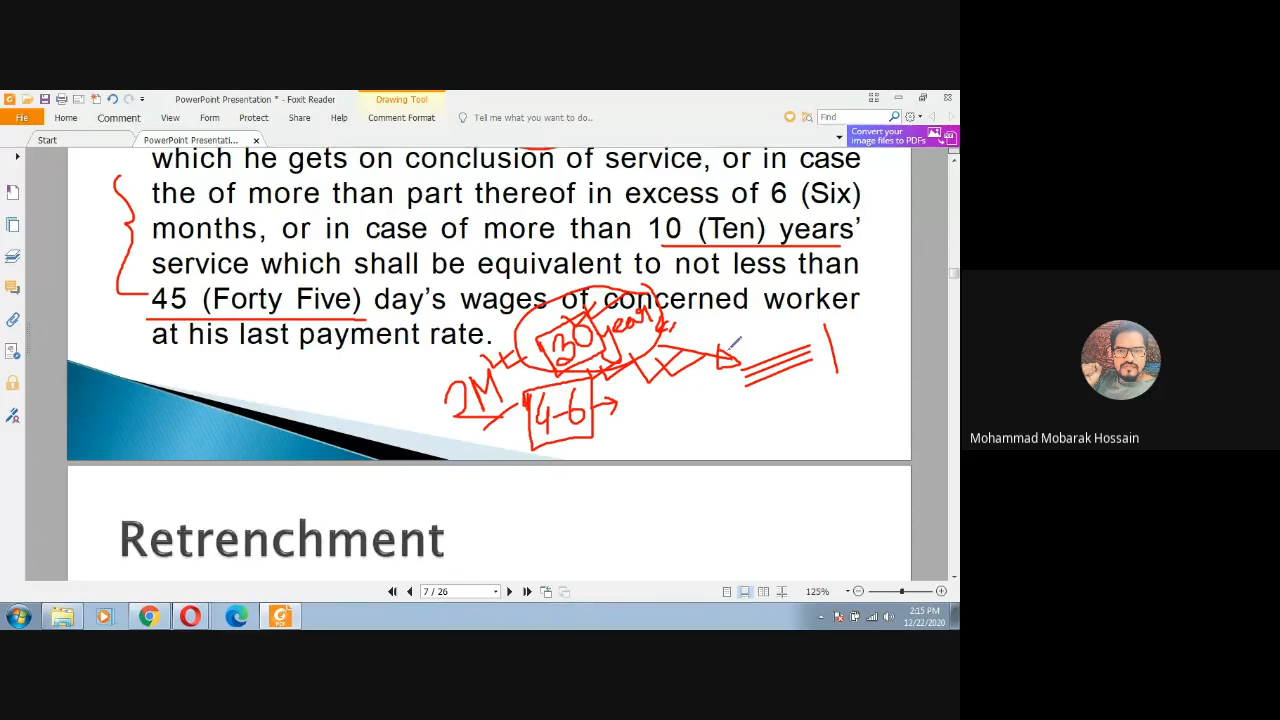 PowerPoint Presentation * - Foxit Reader
Drawing Tool
File
Home
Comment
View
Form
Protect
Share
Help
Comment Format
Tell me what you want to do..
Find
Start
PowerPoint Presentati...
Convert your
image files to PDFs
which he gets on conclusion of service, or in case
the of more than part thereof in excess of 6 (Six)
months, or in case of more than 10 (Ten) years’
service which shall be equivalent to not less than
45 (Forty Five) day’s wages of concerned worker
at his last payment rate.
30 years
2M
4-6
Retrenchment
7 / 26
125%
2:15 PM
12/22/2020
Mohammad Mobarak Hossain